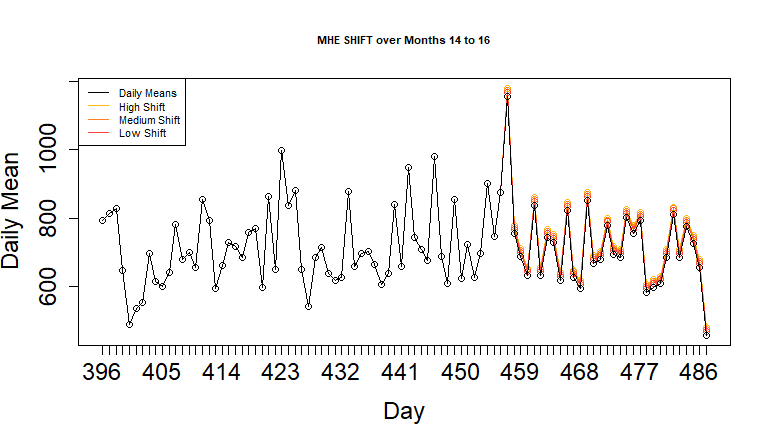 MHE SHIFT over Months 14 to 16
Daily Means
High Shift
Medium Shift
Low Shift
Daily Mean
1000
800
600
396 405 414 423 432 441 450 459 468 477 486
Day